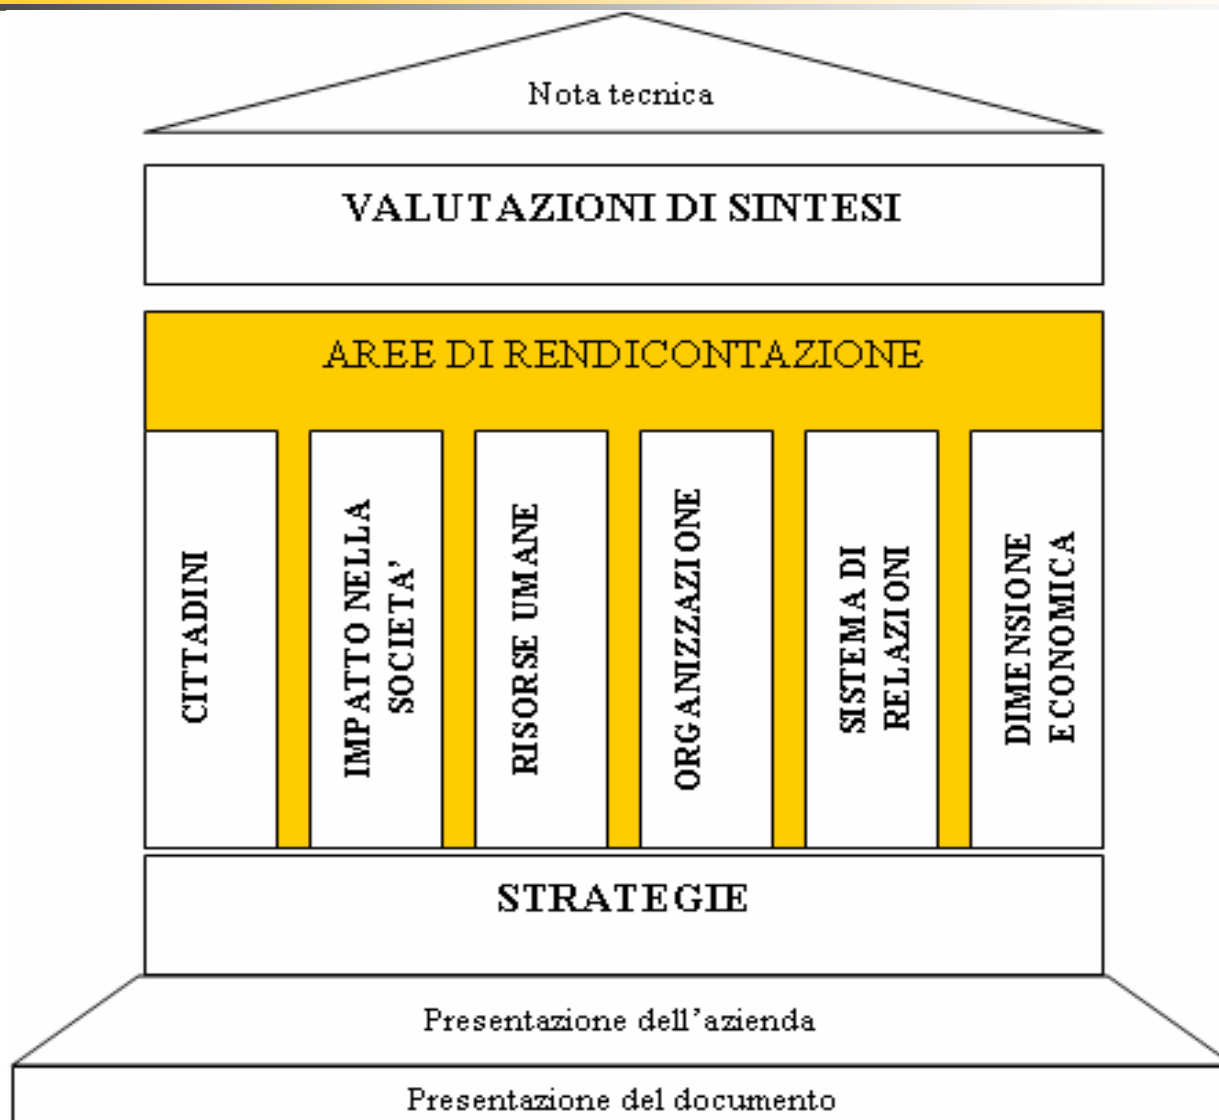 Nota tecnica
VALUTAZIONI DI SINTESI
AREE DI RENDICONTAZIONE
CITTADINI
IMPATTO NELLA
SOCIETA'
RISORSE UMANE
ORGANIZZAZIONE
SISTEMA DI
RELAZIONI
DIMENSIONE
ECONOMICA
STRATEGIE
Presentazione dell'azienda
Presentazione del documento